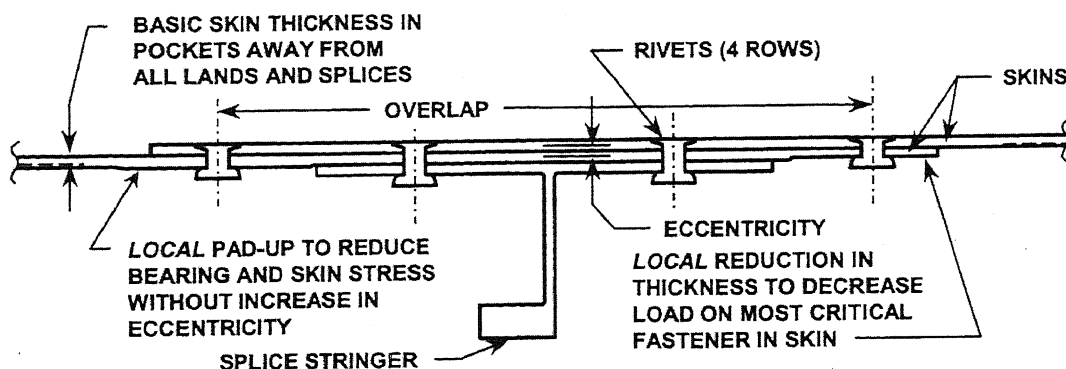 BASIC SKIN THICKNESS IN
POCKETS AWAY FROM
ALL LANDS AND SPLICES
RIVETS (4 ROWS)
SKINS
OVERLAP
ECCENTRICITY
LOCAL PAD-UP TO REDUCE
BEARING AND SKIN STRESS
WITHOUT INCREASE IN
ECCENTRICITY
LOCAL REDUCTION IN
THICKNESS TO DECREASE
LOAD ON MOST CRITICAL
FASTENER IN SKIN
SPLICE STRINGER